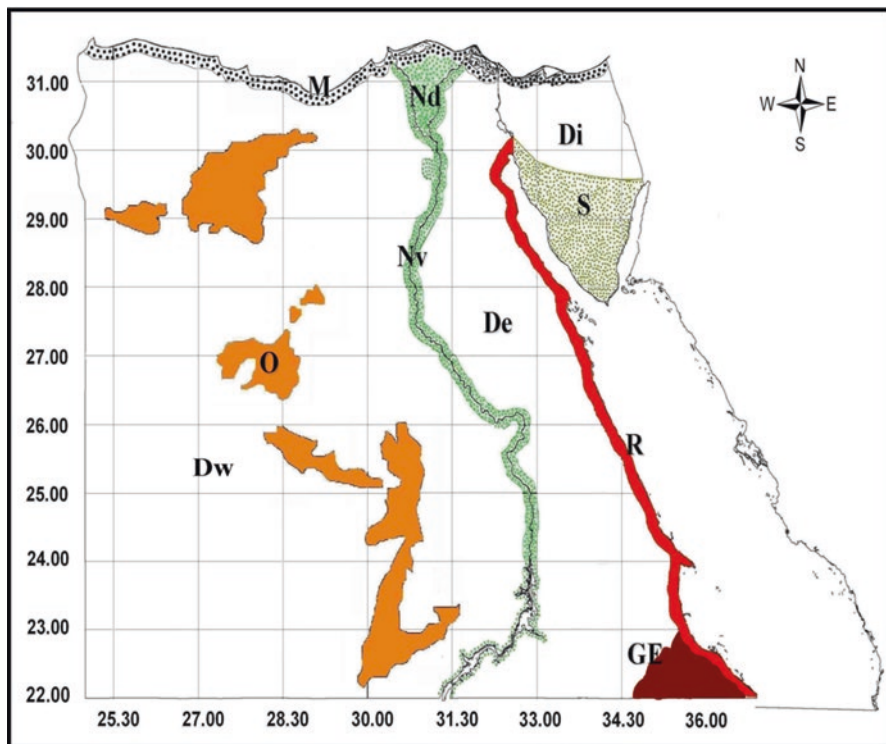 N
W E
S
31.00
30.00
29.00
28.00
27.00
26.00
25.00
24.00
23.00
22.00
M
Nd
Di
S
Nv
De
O
Dw
R
GE
25.30 27.00 28.30 30.00 31.30 33.00 34.30 36.00